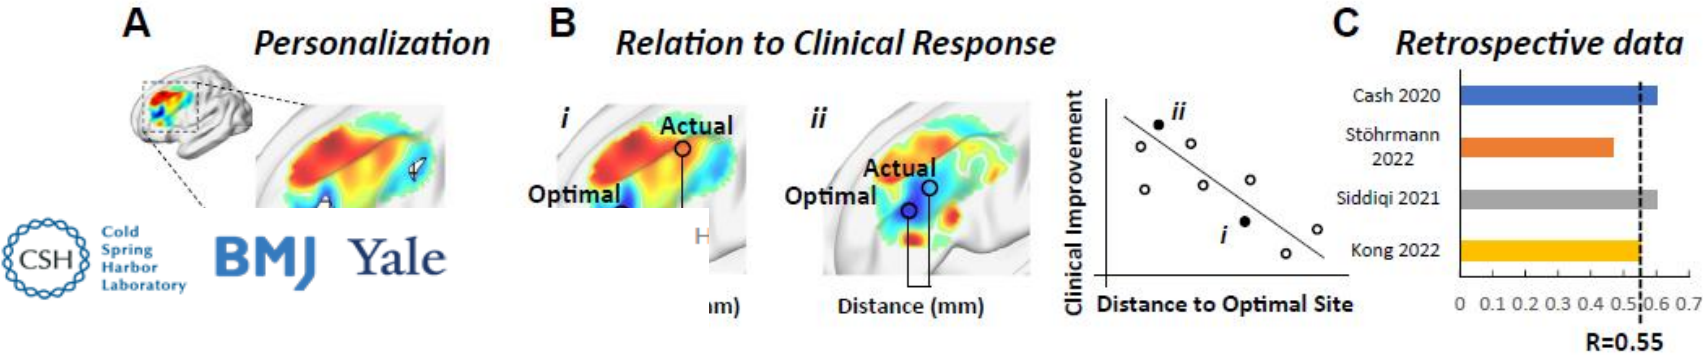 A
Personalization
B
Relation to Clinical Response
i
Actual
Optimal
H
nm)
ii
Actual
Optimal
Distance (mm)
Clinical Improvement
ii
i
Distance to Optimal Site
C
Retrospective data
Cash 2020
Stöhrmann
2022
Siddiqi 2021
Kong 2022
0 0.1 0.2 0.3 0.4 0.5 0.6 0.7
R=0.55
CSH
Cold
Spring
Harbor
Laboratory
BMJ
Yale